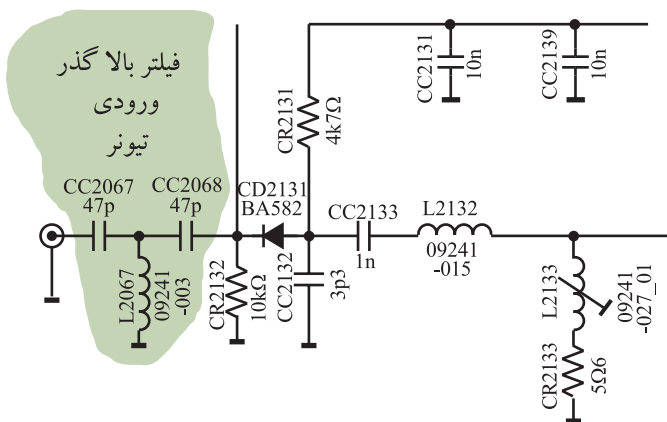 فیلتر بالا گذر
ورودی
تیونر
CC2067
47p
CC2068
47p
L2067
09241
-003
CD2131
BA582
CR2131
4k7Ω
CC2131
10n
CC2139
10n
CR2132
10kΩ
CC2132
3p3
CC2133
1n
L2132
09241
-015
L2133
09241
-027_01
CR2133
5Ω6